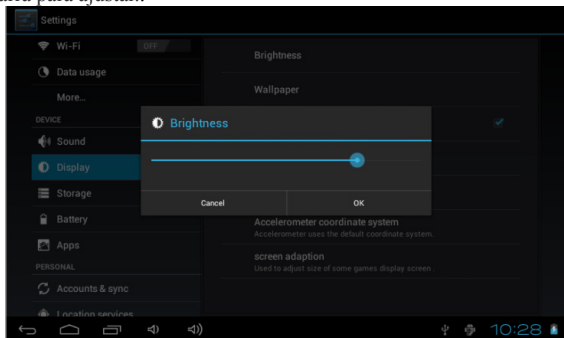 para ajustar..
Settings
Wi-Fi OFF
Data usage
More...
DEVICE
Sound
Display
Storage
Battery
Apps
PERSONAL
Accounts & sync
Location services
Brightness
Wallpaper
Brightness
Cancel OK
Accelerometer coordinate system
Accelerometer uses the default coordinate system.
screen adaption
Used to adjust size of some games display screen
10:28